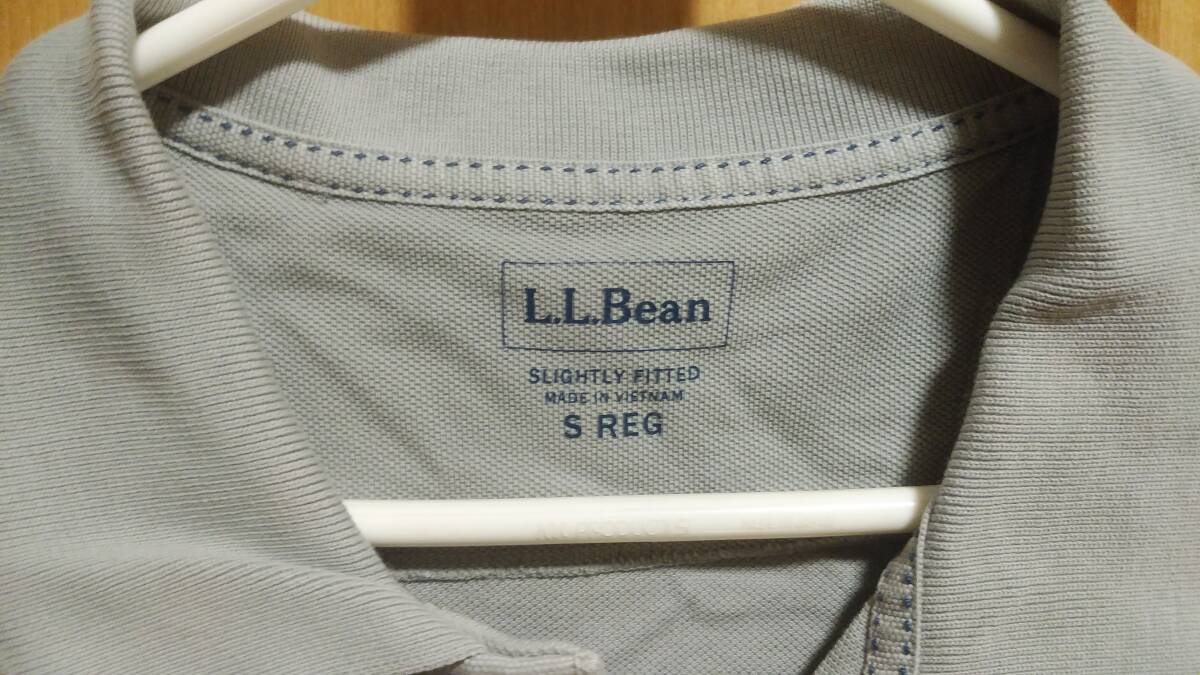 L.L.Bean
SLIGHTLY FITTED
MADE IN VIETNAM
S REG